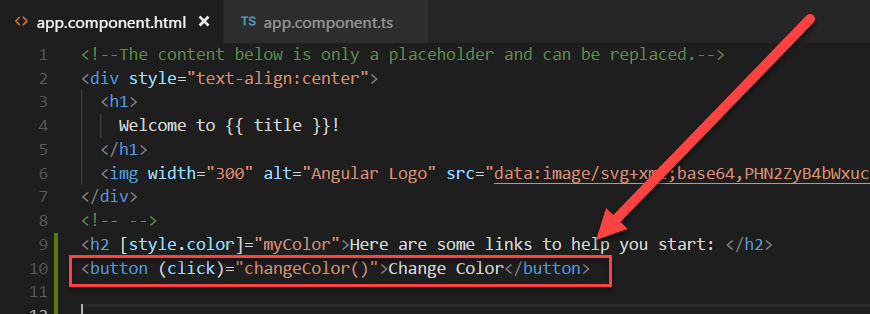 app.component.html
TS app.component.ts
1 <!--The content below is only a placeholder and can be replaced.-->
2 <div style="text-align:center">
3 <h1>
4 Welcome to {{ title }}!
5 </h1>
6 <img width="300" alt="Angular Logo" src="data:image/svg+xml;base64,PHN2ZyB4bWxuc
7 </div>
8 <!-- -->
9 <h2 [style.color]="myColor">Here are some links to help you start: </h2>
10 <button (click)="changeColor()">Change Color</button>
11
12